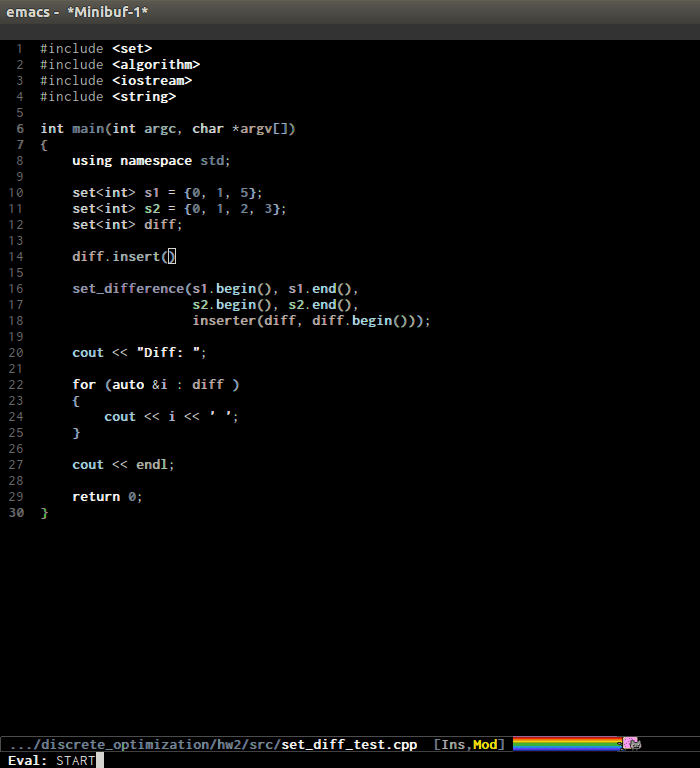 emacs - *Minibuf-1*
1 #include <set>
2 #include <algorithm>
3 #include <iostream>
4 #include <string>
5
6 int main(int argc, char *argv[])
7 {
8     using namespace std;
9
10     set<int> s1 = {0, 1, 5};
11     set<int> s2 = {0, 1, 2, 3};
12     set<int> diff;
13
14     diff.insert()
15
16     set_difference(s1.begin(), s1.end(),
17                    s2.begin(), s2.end(),
18                    inserter(diff, diff.begin()));
19
20     cout << "Diff: ";
21
22     for (auto &i : diff )
23     {
24         cout << i << ' ';
25     }
26
27     cout << endl;
28
29     return 0;
30 }
.../discrete_optimization/hw2/src/set_diff_test.cpp [Ins,Mod]
Eval: START